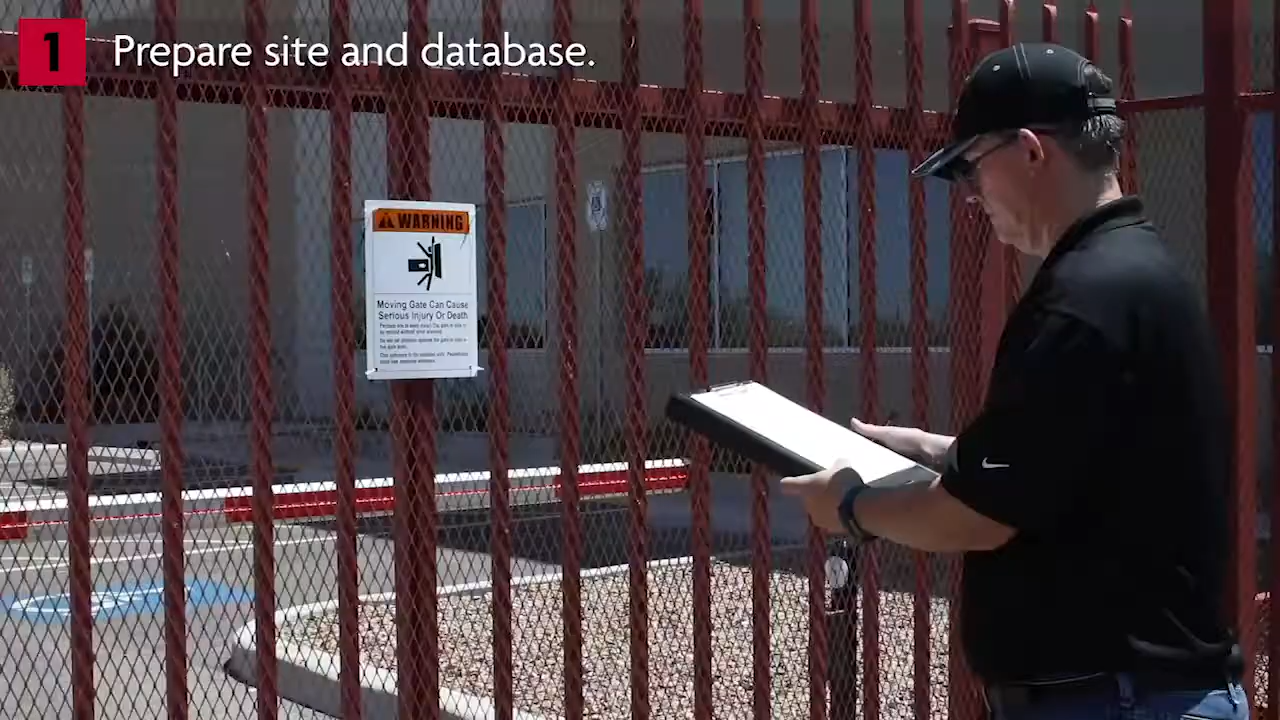 1 Prepare site and database.
WARNING
Moving Gate Can Cause
Serious Injury Or Death